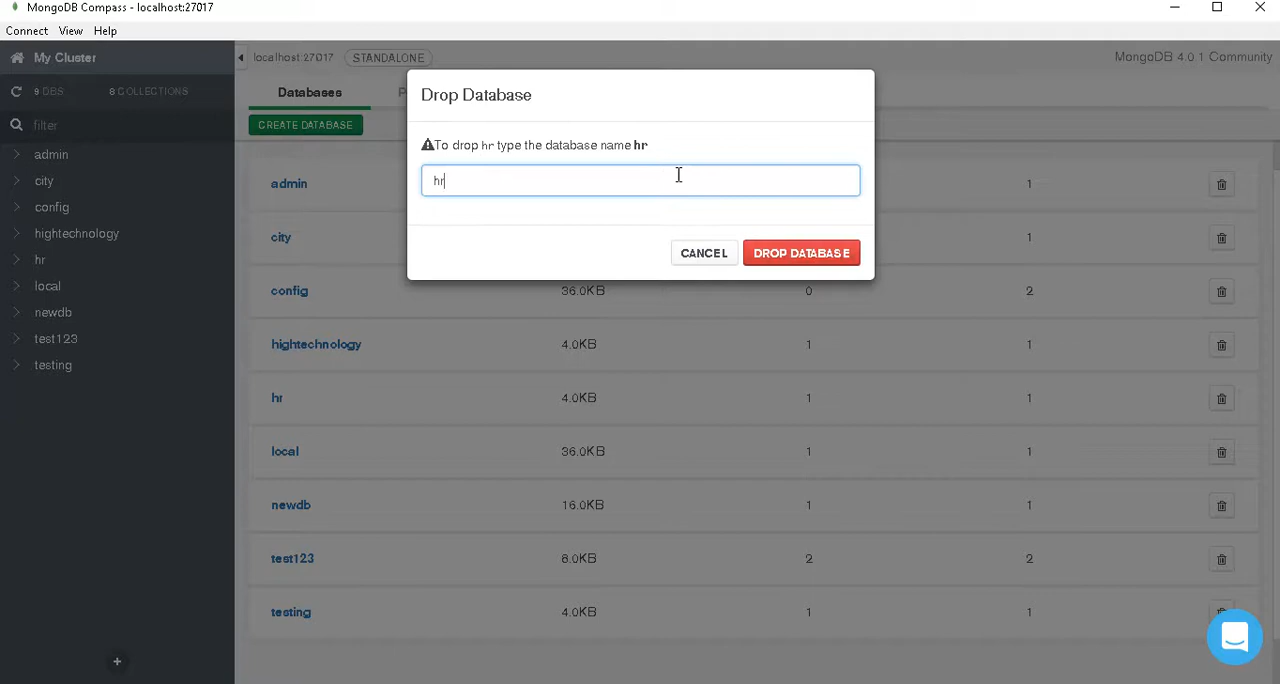 MongoDB Compass - localhost:27017
Connect View Help
My Cluster
localhost:27017 STANDALONE
MongoDB 4.0.1 Community
9 DBS 8 COLLECTIONS
Databases P
CREATE DATABASE
filter
admin
city
config
hightechnology
hr
local
newdb
test123
testing
Drop Database
To drop hr type the database name hr
hr
CANCEL DROP DATABASE
admin 1
city 1
config 36.0KB 0 2
hightechnology 4.0KB 1 1
hr 4.0KB 1 1
local 36.0KB 1 1
newdb 16.0KB 1 1
test123 8.0KB 2 2
testing 4.0KB 1 1
+